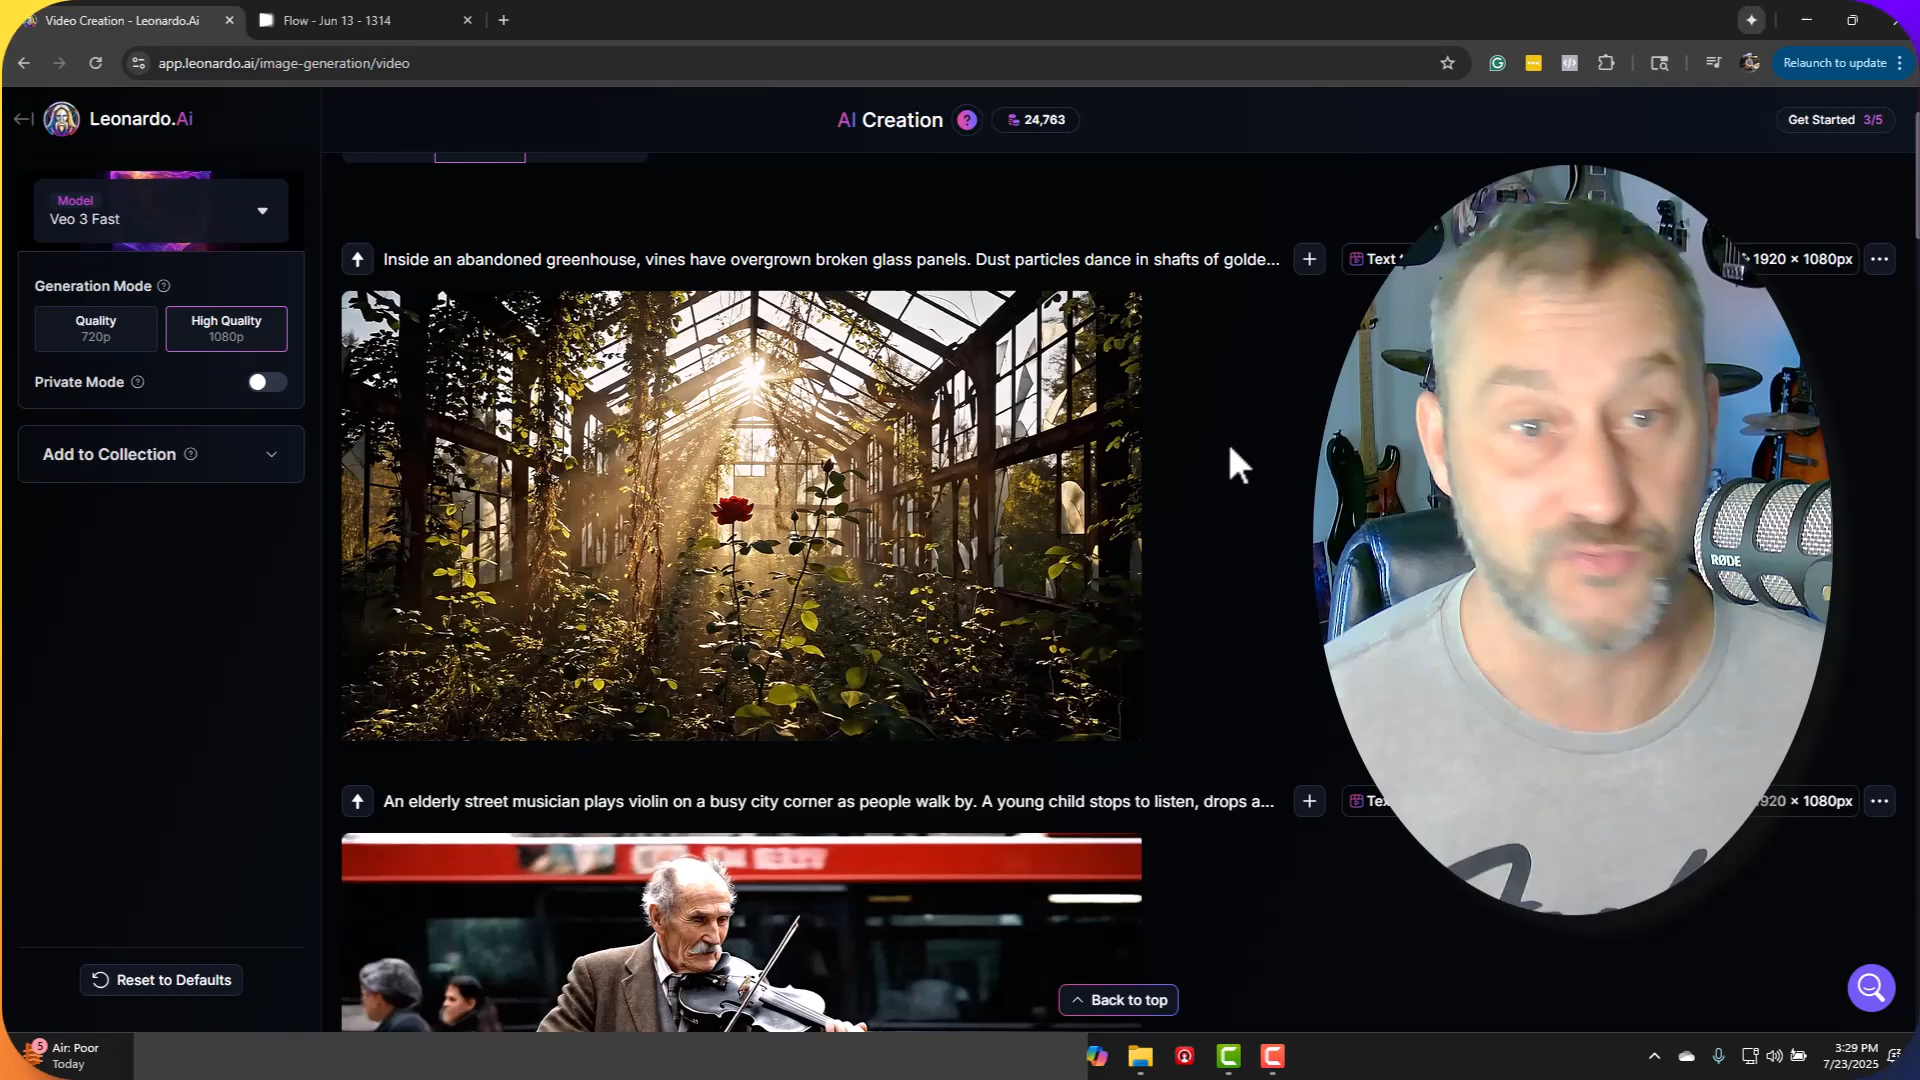 Video Creation - Leonardo.Ai
Flow - Jun 13 - 1314
app.leonardo.ai/image-generation/video
Relaunch to update
Leonardo.Ai
AI Creation
?
24,763
Get Started 3/5
Model
Veo 3 Fast
Inside an abandoned greenhouse, vines have overgrown broken glass panels. Dust particles dance in shafts of golde...
Text
1920 × 1080px
Generation Mode
Quality
720p
High Quality
1080p
Private Mode
Add to Collection
RØDE
An elderly street musician plays violin on a busy city corner as people walk by. A young child stops to listen, drops a...
1920 × 1080px
Reset to Defaults
Back to top
5
Air: Poor
Today
3:29 PM
7/23/2025